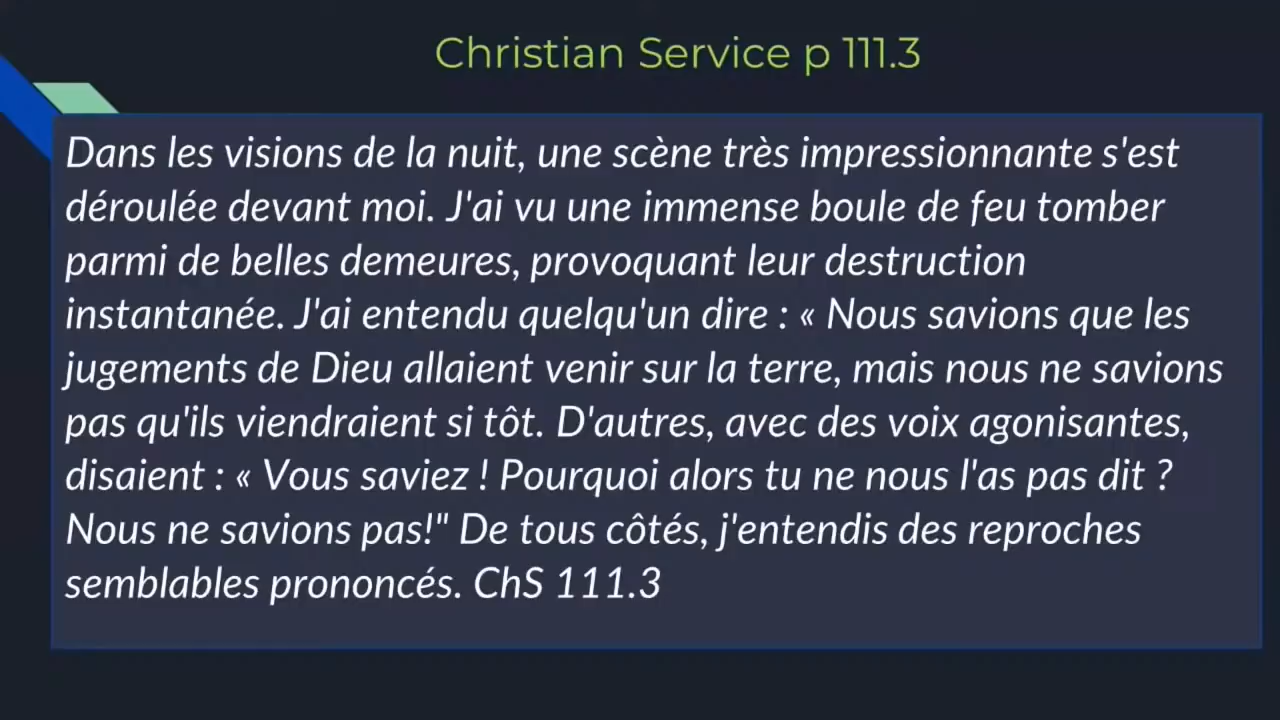 Christian Service p 111.3
Dans les visions de la nuit, une scène très impressionnante s'est
déroulée devant moi. J'ai vu une immense boule de feu tomber
parmi de belles demeures, provoquant leur destruction
instantanée. J'ai entendu quelqu'un dire : « Nous savions que les
jugements de Dieu allaient venir sur la terre, mais nous ne savions
pas qu'ils viendraient si tôt. D'autres, avec des voix agonisantes,
disaient : « Vous saviez ! Pourquoi alors tu ne nous l'as pas dit ?
Nous ne savions pas!" De tous côtés, j'entendis des reproches
semblables prononcés. ChS 111.3